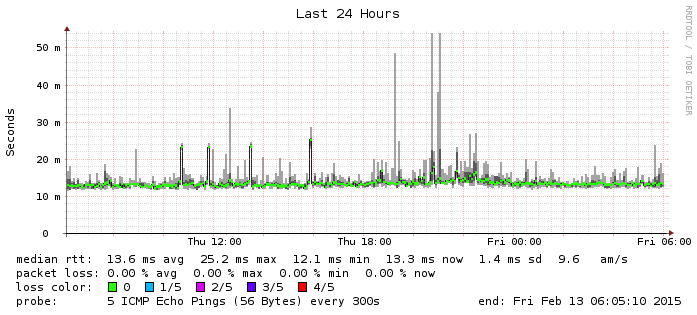 Last 24 Hours
RRDTOOL / TOBI OETIKER
Seconds
50 m
40 m
30 m
20 m
10 m
0
Thu 12:00 Thu 18:00 Fri 00:00 Fri 06:00
median rtt: 13.6 ms avg 25.2 ms max 12.1 ms min 13.3 ms now 1.4 ms sd 9.6 am/s
packet loss: 0.00 % avg 0.00 % max 0.00 % min 0.00 % now
loss color: 0 1/5 2/5 3/5 4/5
probe: 5 ICMP Echo Pings (56 Bytes) every 300s end: Fri Feb 13 06:05:10 2015